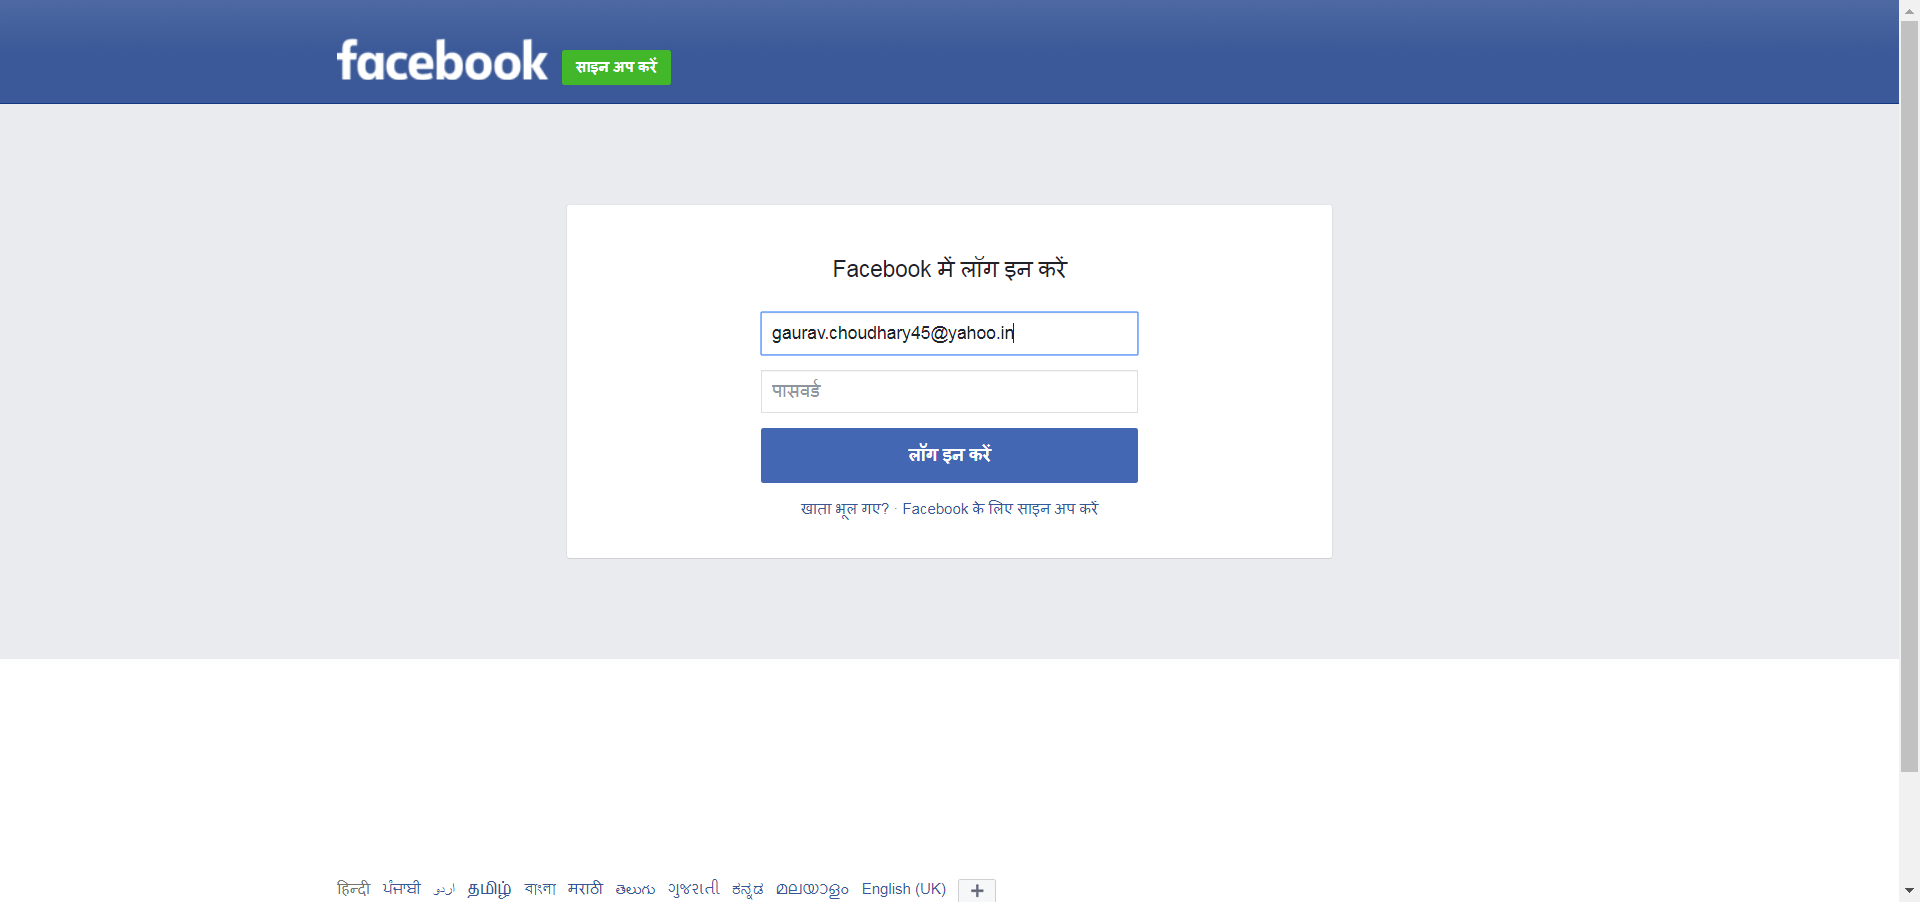 facebook साइन अप करें
Facebook में लॉग इन करें
gaurav.choudhary45@yahoo.in
पासवर्ड
लॉग इन करें
खाता भूल गए? · Facebook के लिए साइन अप करें
हिन्दी ਪੰਜਾਬੀ اردو தமிழ் বাংলা मराठी తెలుగు ગુજરાતી ಕನ್ನಡ മലയാളം English (UK) +